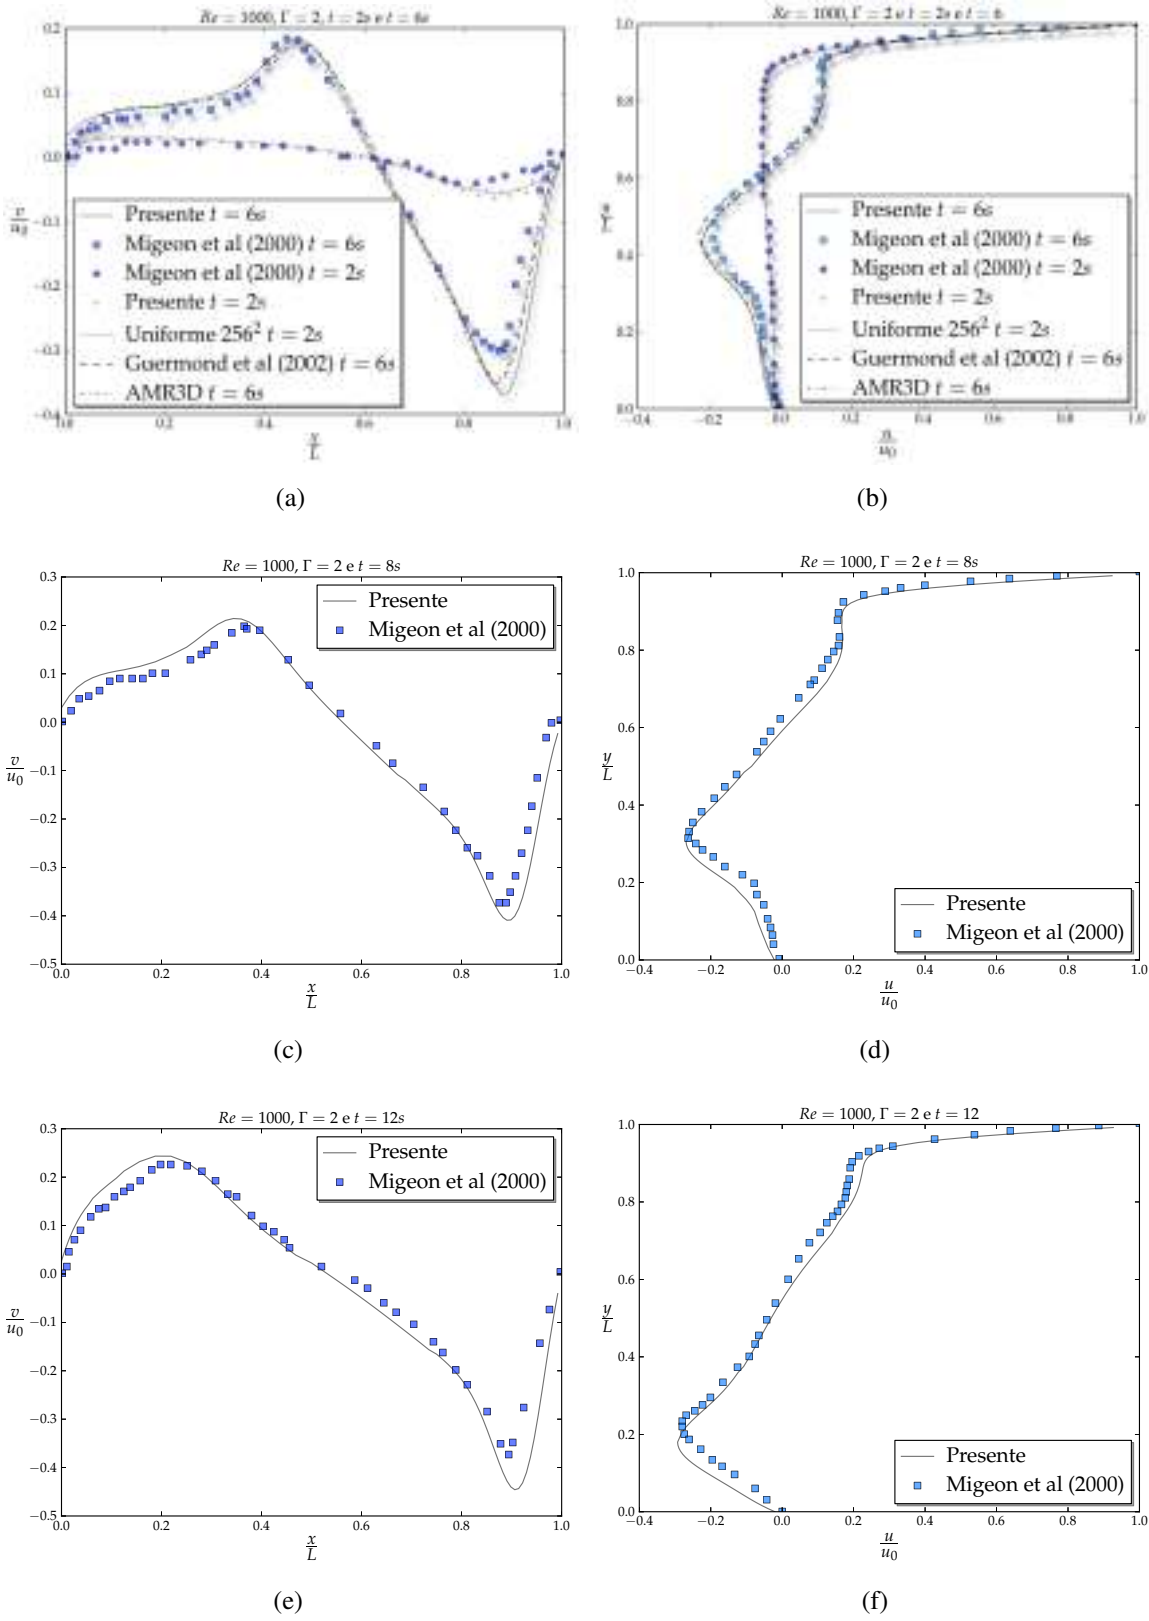 Re = 1000, Γ = 2, t = 2s e t = 6s
0.2
0.1
0.0
−0.1
−0.3
−0.4
v/u₀
Presente t = 6s
Migeon et al (2000) t = 6s
Migeon et al (2000) t = 2s
Presente t = 2s
Uniforme 256² t = 2s
Guermond et al (2002) t = 6s
AMR3D t = 6s
0.0 0.2 0.4 0.6 0.8 1.0
x/L
(a)
Re = 1000, Γ = 2 e t = 2s e t = 6
1.0
0.8
0.6
0.4
0.2
0.0
Presente t = 6s
Migeon et al (2000) t = 6s
Migeon et al (2000) t = 2s
Presente t = 2s
Uniforme 256² t = 2s
Guermond et al (2002) t = 6s
AMR3D t = 6s
−0.4 −0.2 0.0 0.2 0.4 0.6 0.8 1.0
u/u₀
(b)
Re = 1000, Γ = 2 e t = 8s
0.3
0.2
0.1
0.0
−0.1
−0.2
−0.3
−0.4
−0.5
v/u₀
Presente
Migeon et al (2000)
0.0 0.2 0.4 0.6 0.8 1.0
x/L
(c)
Re = 1000, Γ = 2 e t = 8s
1.0
0.8
0.6
0.4
0.2
0.0
y/L
Presente
Migeon et al (2000)
−0.4 −0.2 0.0 0.2 0.4 0.6 0.8 1.0
u/u₀
(d)
Re = 1000, Γ = 2 e t = 12s
0.3
0.2
0.1
0.0
−0.1
−0.2
−0.3
−0.4
−0.5
v/u₀
Presente
Migeon et al (2000)
0.0 0.2 0.4 0.6 0.8 1.0
x/L
(e)
Re = 1000, Γ = 2 e t = 12
1.0
0.8
0.6
0.4
0.2
0.0
y/L
Presente
Migeon et al (2000)
−0.4 −0.2 0.0 0.2 0.4 0.6 0.8 1.0
u/u₀
(f)